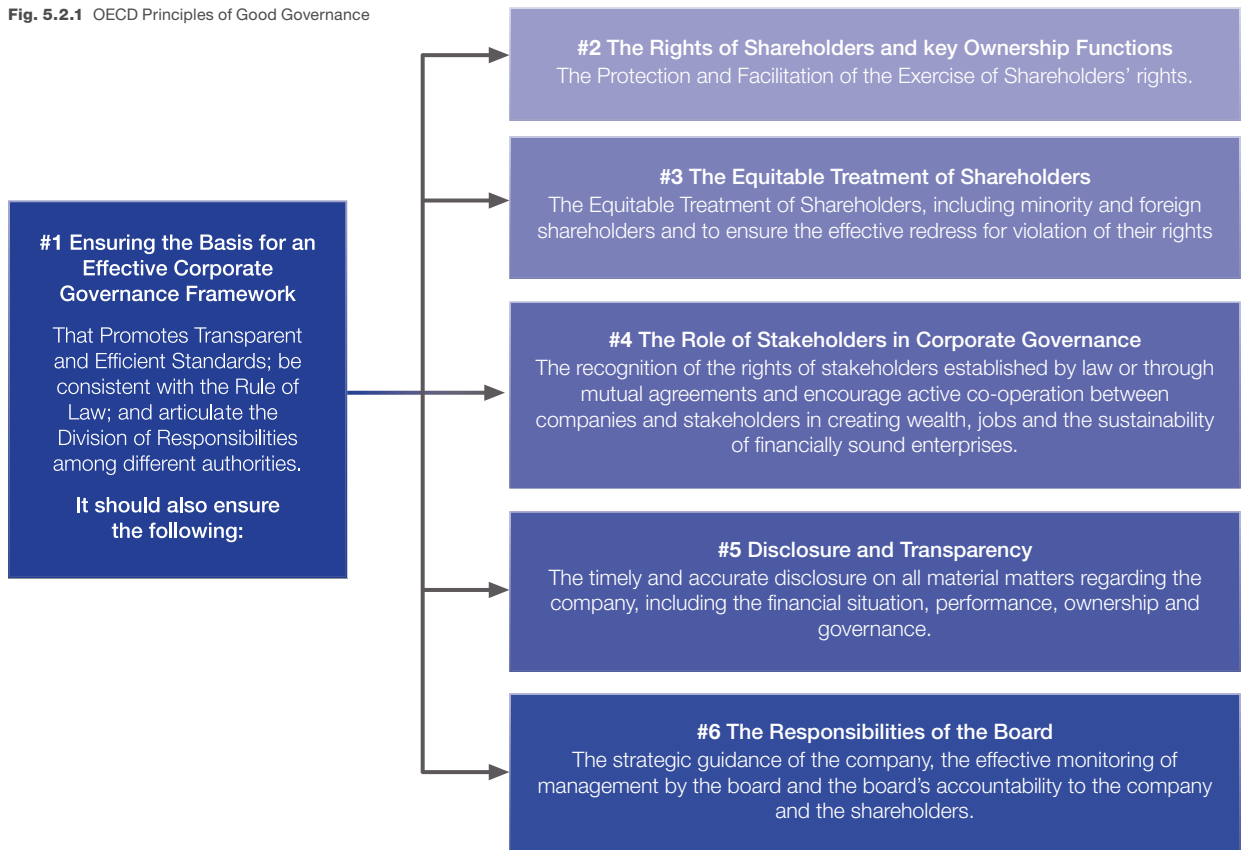 Fig. 5.2.1 OECD Principles of Good Governance
#1 Ensuring the Basis for an
Effective Corporate
Governance Framework
That Promotes Transparent
and Efficient Standards; be
consistent with the Rule of
Law; and articulate the
Division of Responsibilities
among different authorities.
It should also ensure
the following:
#2 The Rights of Shareholders and key Ownership Functions
The Protection and Facilitation of the Exercise of Shareholders’ rights.
#3 The Equitable Treatment of Shareholders
The Equitable Treatment of Shareholders, including minority and foreign
shareholders and to ensure the effective redress for violation of their rights
#4 The Role of Stakeholders in Corporate Governance
The recognition of the rights of stakeholders established by law or through
mutual agreements and encourage active co-operation between
companies and stakeholders in creating wealth, jobs and the sustainability
of financially sound enterprises.
#5 Disclosure and Transparency
The timely and accurate disclosure on all material matters regarding the
company, including the financial situation, performance, ownership and
governance.
#6 The Responsibilities of the Board
The strategic guidance of the company, the effective monitoring of
management by the board and the board’s accountability to the company
and the shareholders.